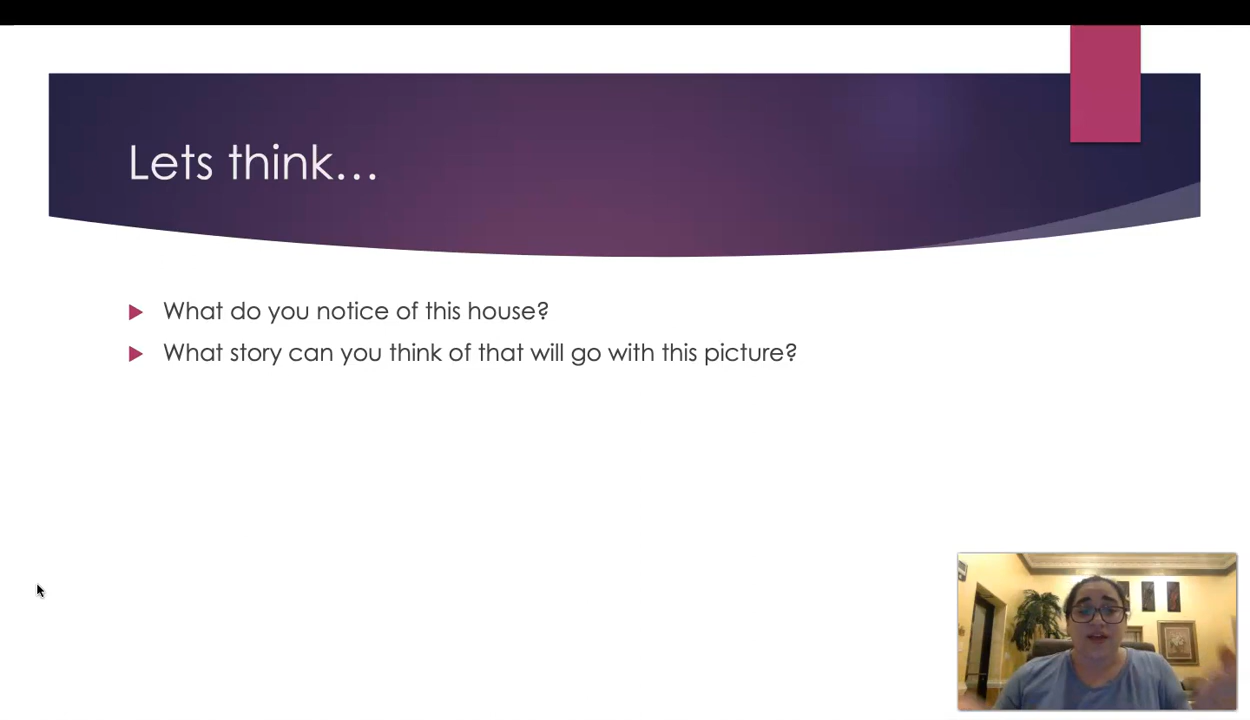 Lets think...
What do you notice of this house?
What story can you think of that will go with this picture?